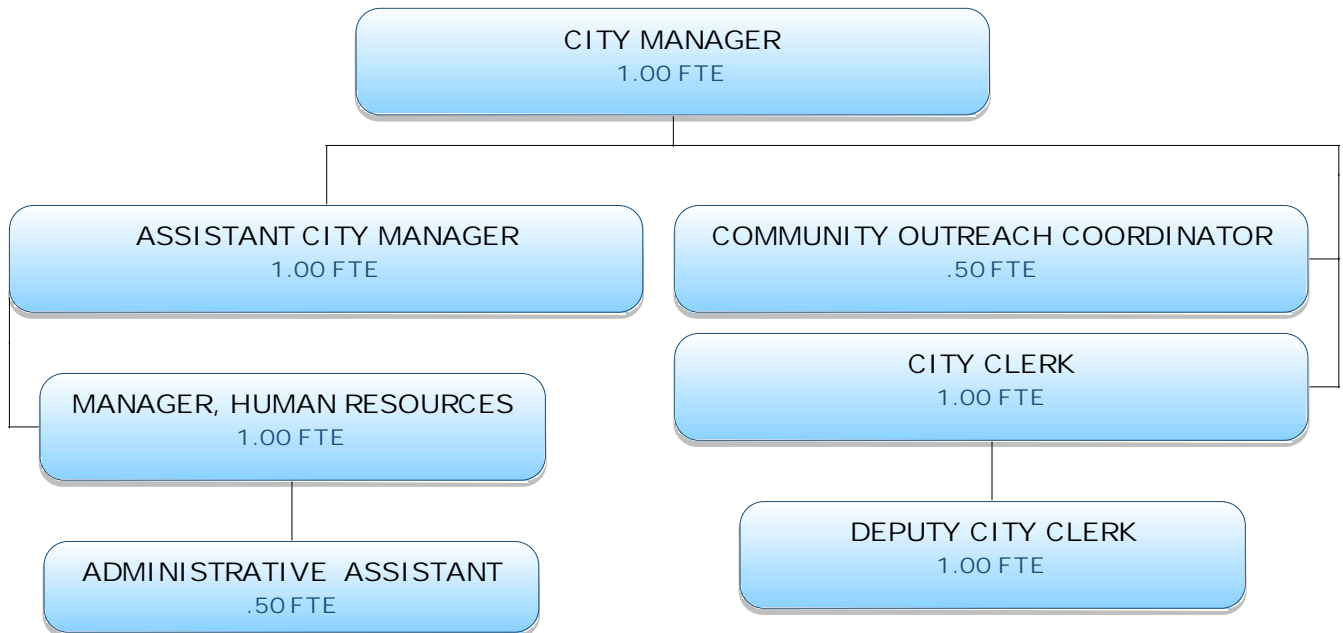 CITY MANAGER
1.00 FTE
ASSISTANT CITY MANAGER
1.00 FTE
COMMUNITY OUTREACH COORDINATOR
.50 FTE
CITY CLERK
1.00 FTE
MANAGER, HUMAN RESOURCES
1.00 FTE
DEPUTY CITY CLERK
1.00 FTE
ADMINISTRATIVE ASSISTANT
.50 FTE